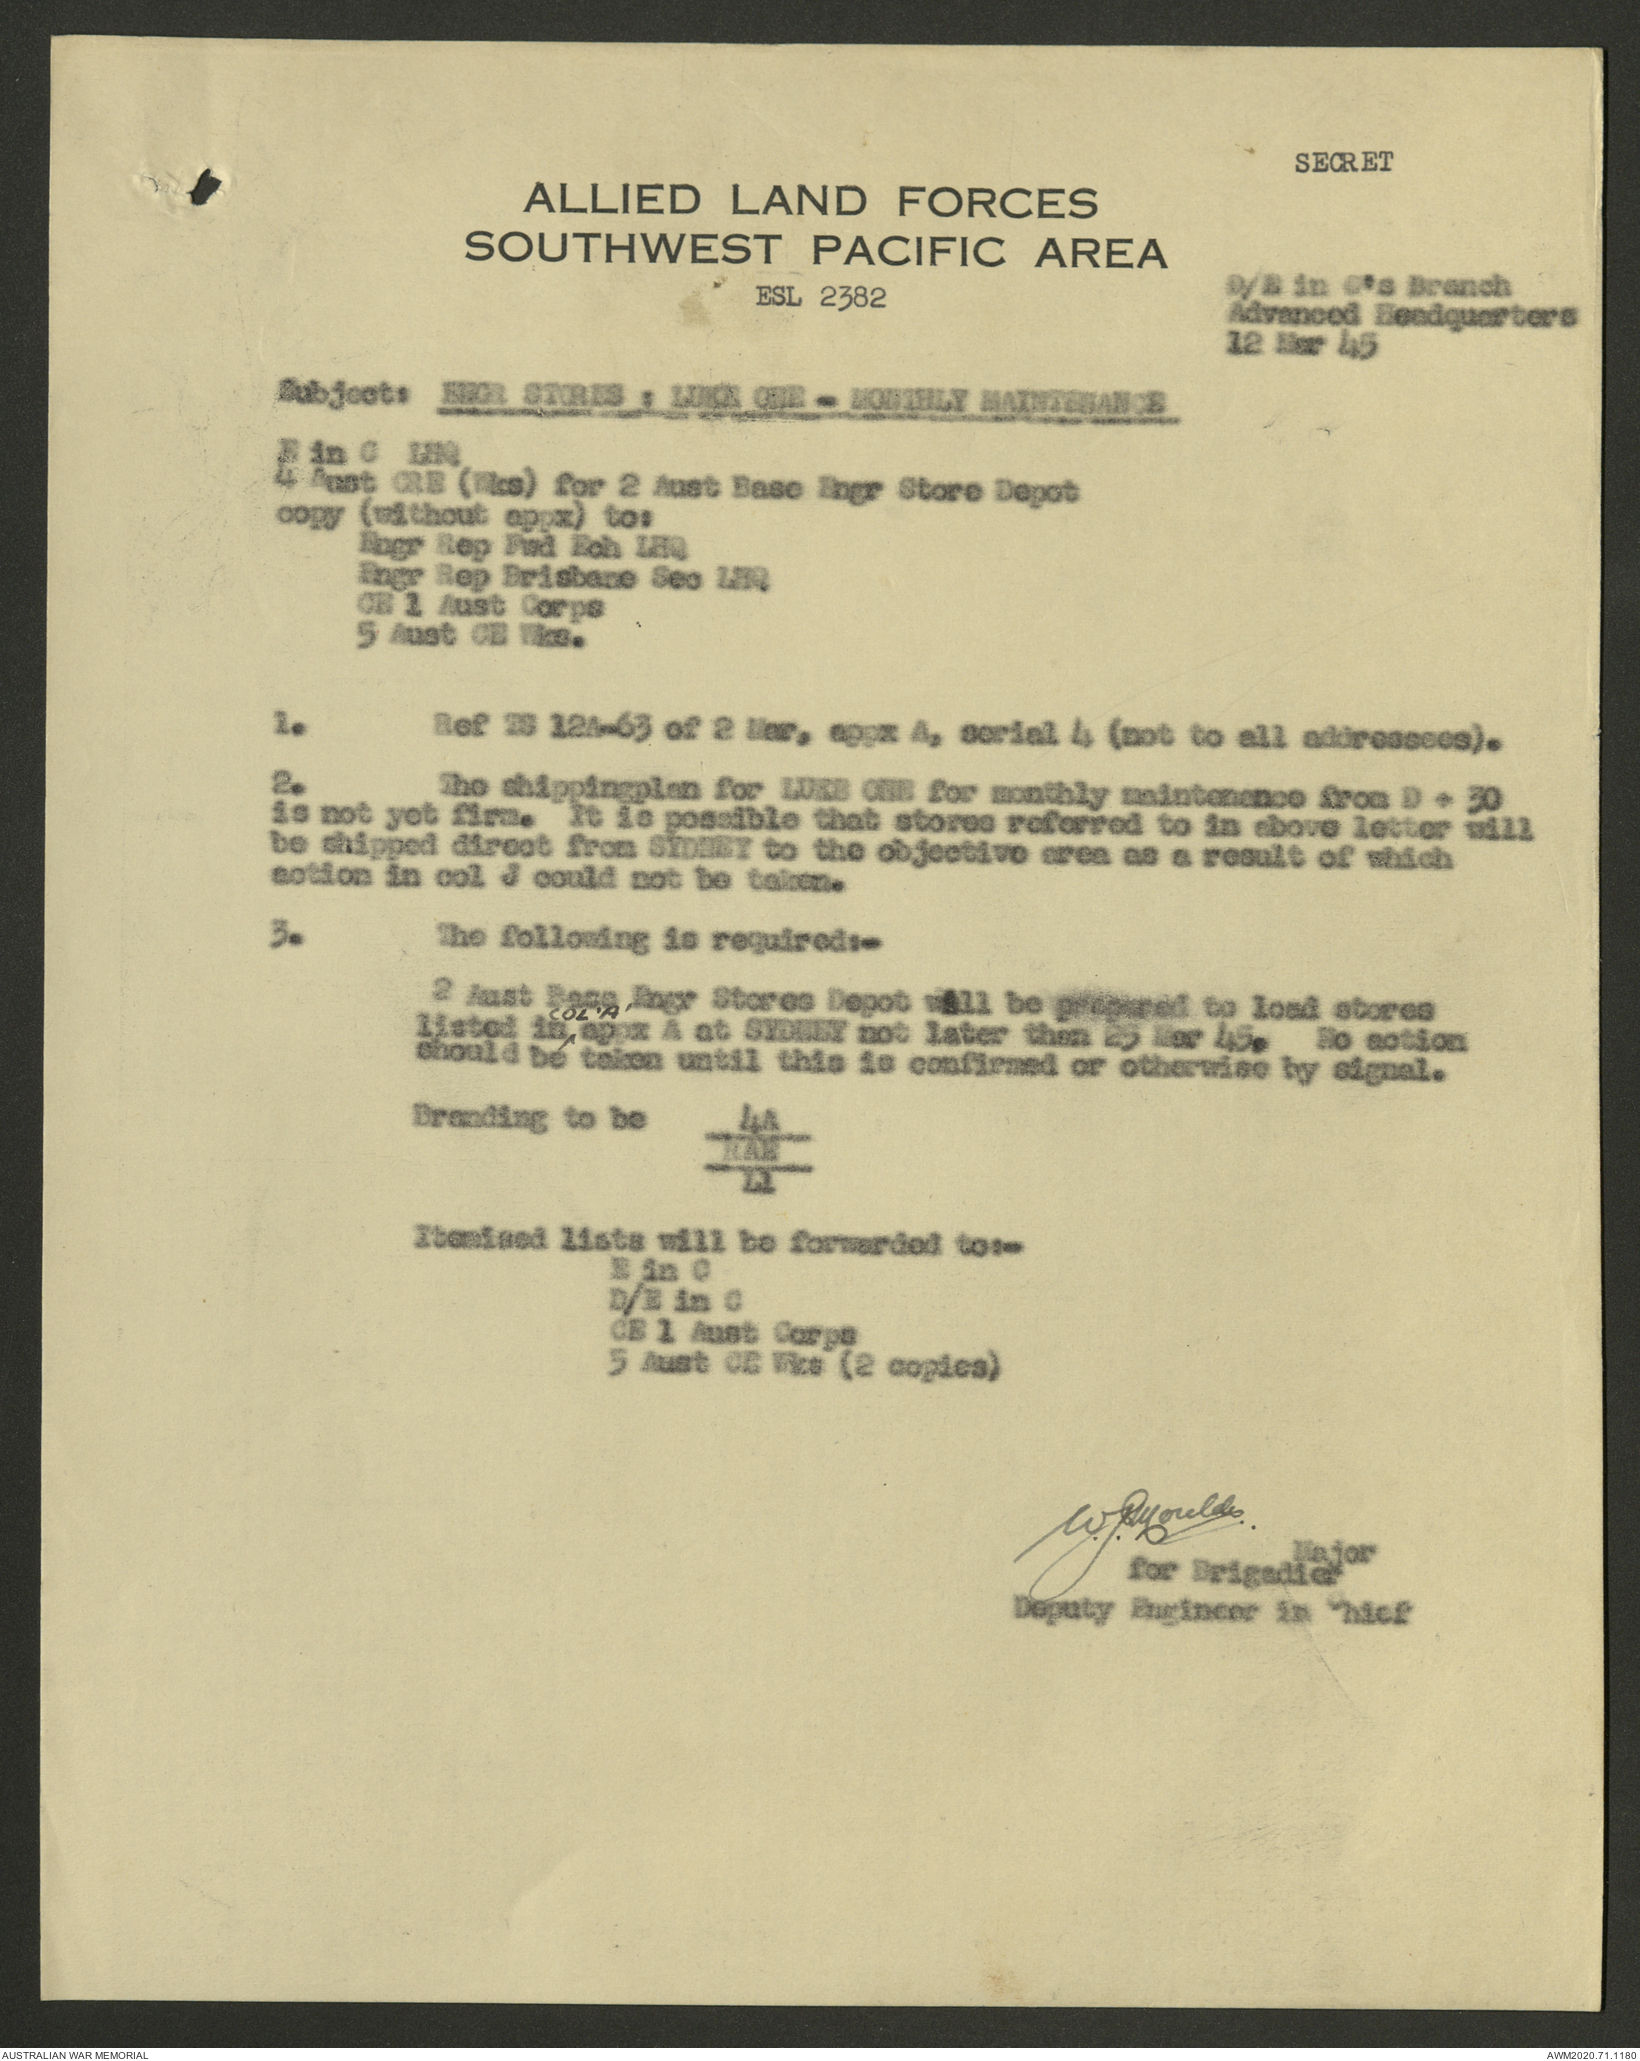 SECRET
ALLIED LAND FORCES
SOUTHWEST PACIFIC AREA
ESL 2382
D/E in C's Branch
Advanced Headquarters
12 Mar 45
Subject: ENGR STORES : LUKE ONE - MONTHLY MAINTENANCE
E in C LHQ
4 Aust CRE (Wks) for 2 Aust Base Engr Store Depot
copy (without appx) to:
Engr Rep Fwd Ech LHQ
Engr Rep Brisbane Sec LHQ
CE 1 Aust Corps
5 Aust CE Wks.
1. Ref TS 12A-63 of 2 Mar, appx A, serial 4 (not to all addressees).
2. The shippingplan for LUKE ONE for monthly maintenance from D + 30
is not yet firm. It is possible that stores referred to in above letter will
be shipped direct from SYDNEY to the objective area as a result of which
action in col J could not be taken.
3. The following is required:-
2 Aust Base Engr Stores Depot will be prepared to load stores
COL 'A'
listed in appx A at SYDNEY not later than 25 Mar 45. No action
should be taken until this is confirmed or otherwise by signal.
Branding to be 4A
RAE
L1
Itemised lists will be forwarded to:-
E in C
D/E in C
CE 1 Aust Corps
5 Aust CE Wks (2 copies)
Major
for Brigadier
Deputy Engineer in Chief
AUSTRALIAN WAR MEMORIAL
AWM2020.71.1180